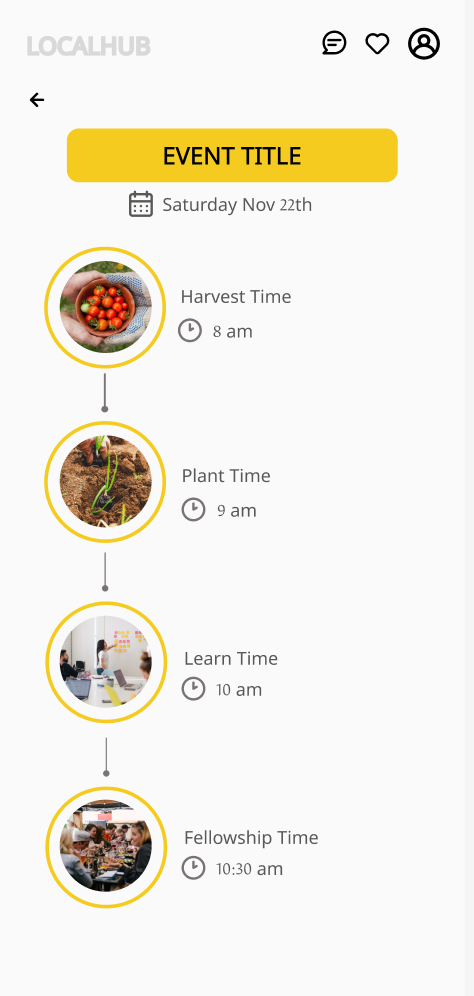 LOCALHUB
EVENT TITLE
Saturday Nov 22th
Harvest Time
8 am
Plant Time
9 am
Learn Time
10 am
Fellowship Time
10:30 am